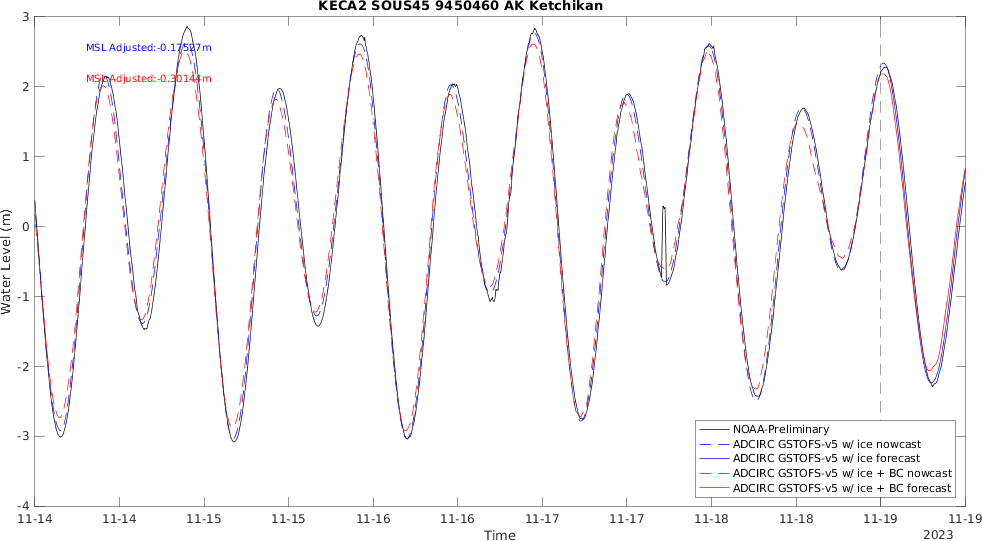 KECA2 SOUS45 9450460 AK Ketchikan
MSL Adjusted:-0.17527m
MSL Adjusted:-0.30144m
3
2
1
0
-1
-2
-3
-4
Water Level (m)
NOAA-Preliminary
ADCIRC GSTOFS-v5 w/ ice nowcast
ADCIRC GSTOFS-v5 w/ ice forecast
ADCIRC GSTOFS-v5 w/ ice + BC nowcast
ADCIRC GSTOFS-v5 w/ ice + BC forecast
11-14 11-14 11-15 11-15 11-16 11-16 11-17 11-17 11-18 11-18 11-19 11-19
Time
2023